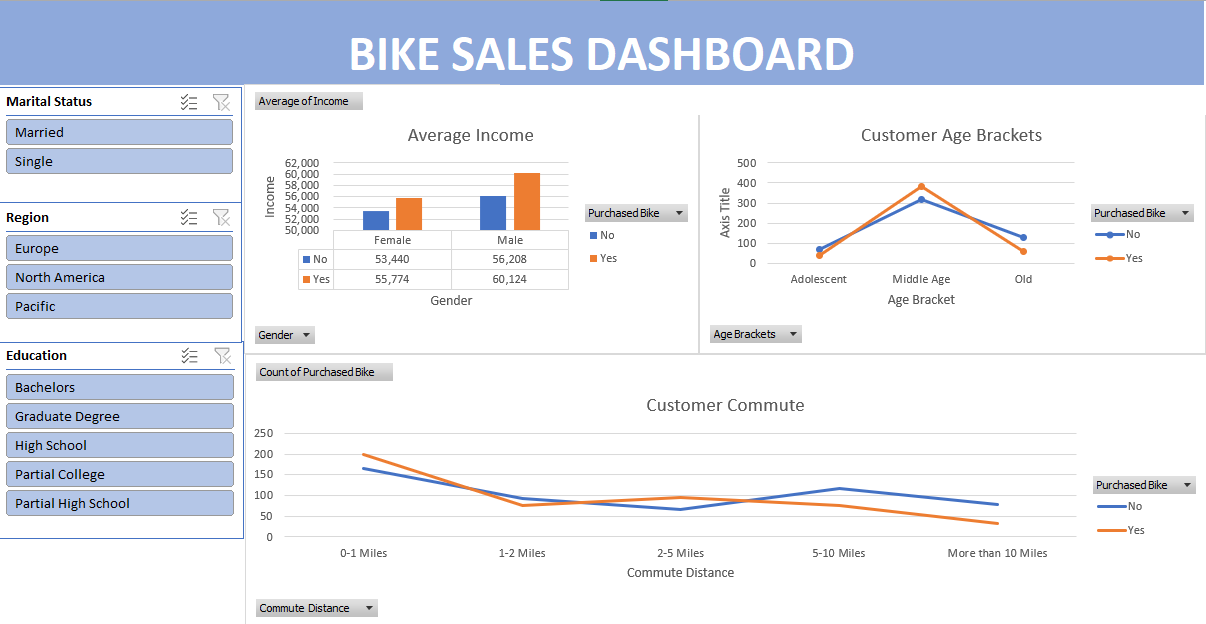 BIKE SALES DASHBOARD
Marital Status
Married
Single
Region
Europe
North America
Pacific
Education
Bachelors
Graduate Degree
High School
Partial College
Partial High School
Average of Income
Average Income
Income
62,000
60,000
58,000
56,000
54,000
52,000
50,000
Female Male
No 53,440 56,208
Yes 55,774 60,124
Gender
Purchased Bike
No
Yes
Gender
Customer Age Brackets
Axis Title
500
400
300
200
100
0
Adolescent Middle Age Old
Age Bracket
Purchased Bike
No
Yes
Age Brackets
Count of Purchased Bike
Customer Commute
250
200
150
100
50
0
0-1 Miles 1-2 Miles 2-5 Miles 5-10 Miles More than 10 Miles
Commute Distance
Purchased Bike
No
Yes
Commute Distance